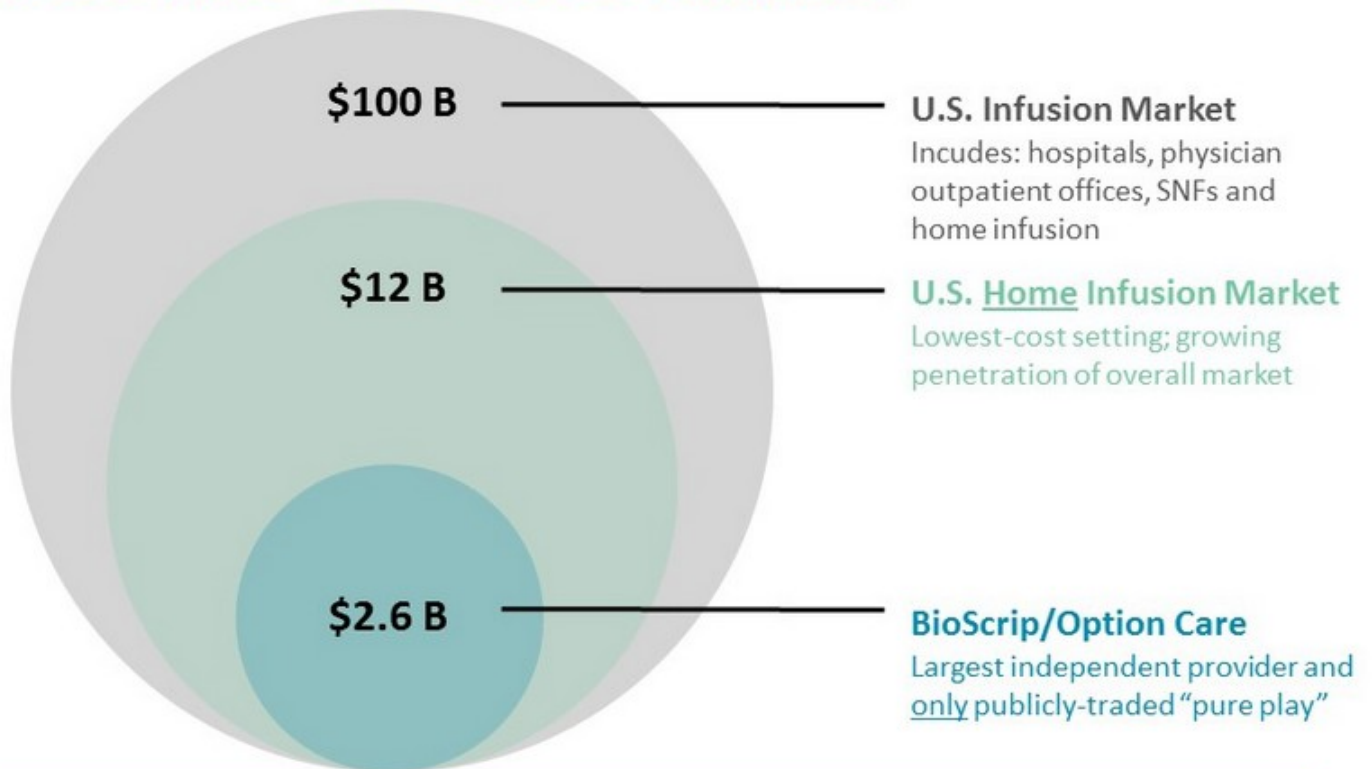 $100 B
U.S. Infusion Market
Incudes: hospitals, physician
outpatient offices, SNFs and
home infusion
$12 B
U.S. Home Infusion Market
Lowest-cost setting; growing
penetration of overall market
$2.6 B
BioScrip/Option Care
Largest independent provider and
only publicly-traded “pure play”